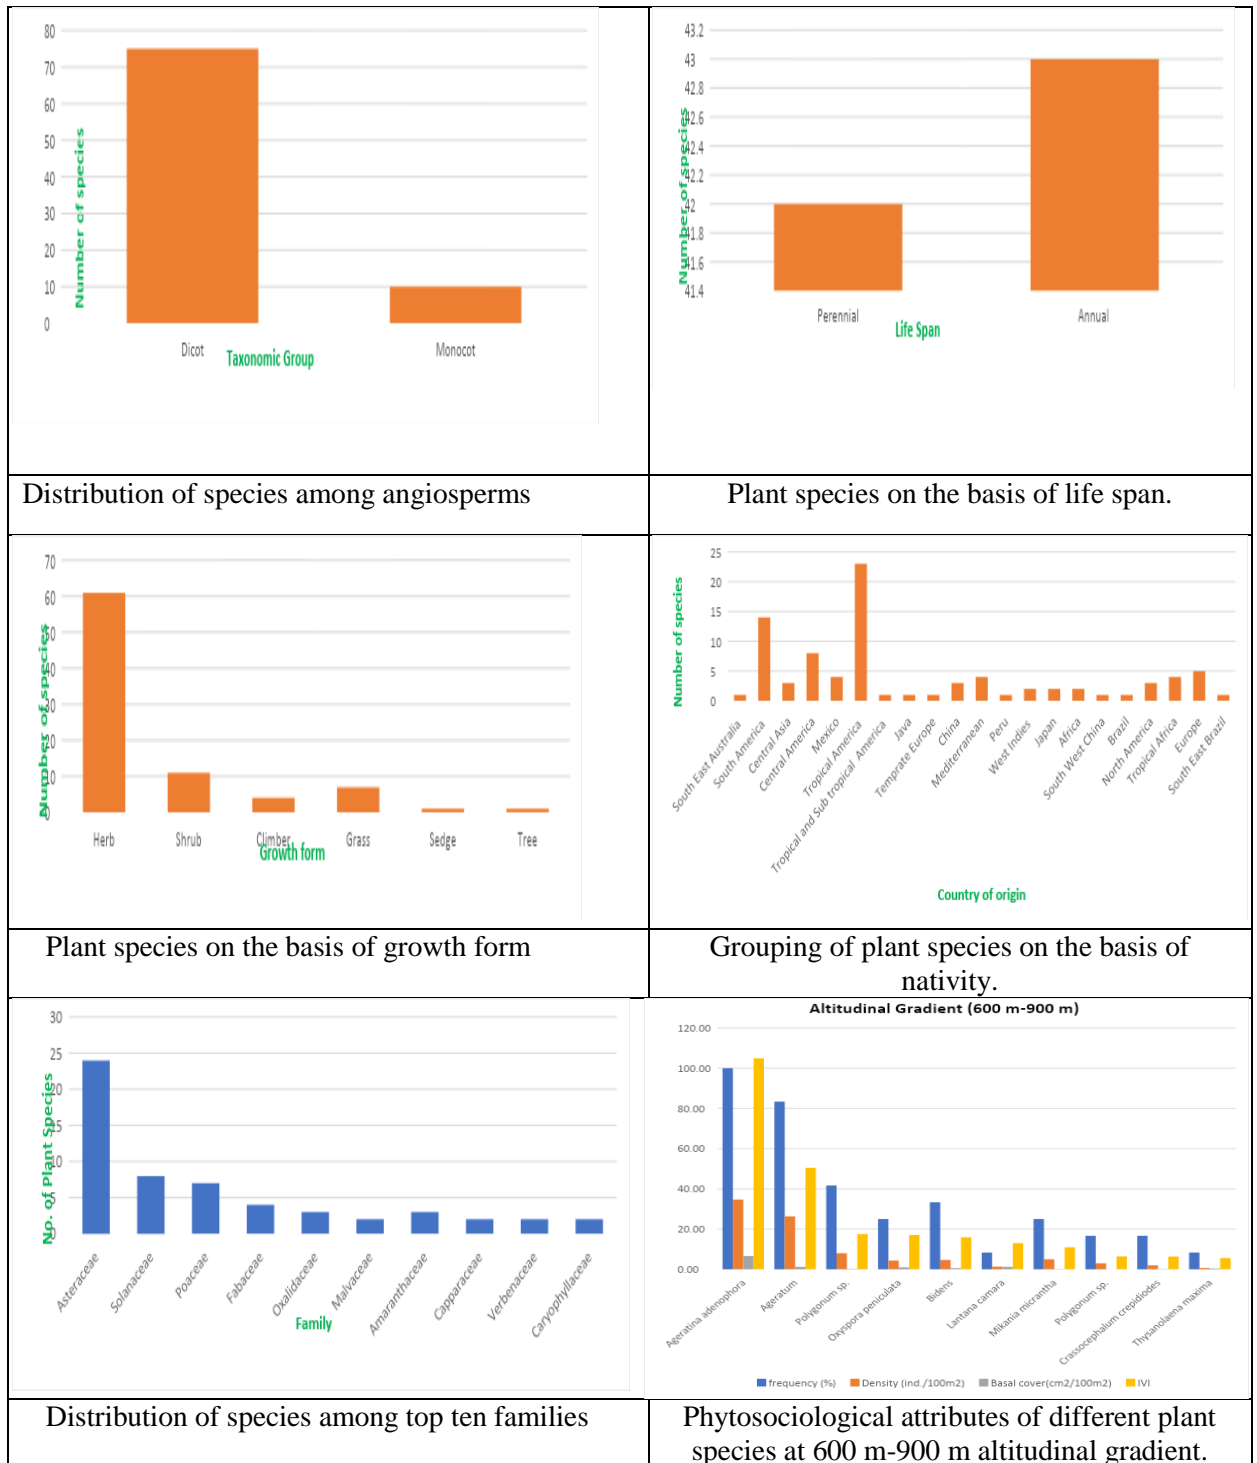 80
70
60
50
40
30
20
10
0
Number of species
Dicot
Monocot
Taxonomic Group
43.2
43
42.8
42.6
42.4
42.2
42
41.8
41.6
41.4
Number of species
Perennial
Annual
Life Span
Distribution of species among angiosperms
Plant species on the basis of life span.
70
60
50
40
30
20
10
0
Number of species
Herb
Shrub
Climber
Grass
Sedge
Tree
Growth form
25
20
15
10
5
0
Number of species
South East Australia
South America
Central Asia
Central America
Mexico
Tropical America
Tropical and Sub tropical America
Java
Temprate Europe
China
Mediterranean
Peru
West Indies
Japan
Africa
South West China
Brazil
North America
Tropical Africa
Europe
South East Brazil
Country of origin
Plant species on the basis of growth form
Grouping of plant species on the basis of
nativity.
30
25
20
15
10
5
0
No. of Plant Species
Asteraceae
Solanaceae
Poaceae
Fabaceae
Oxalidaceae
Malvaceae
Amaranthaceae
Capparaceae
Verbenaceae
Caryophyllaceae
Family
Altitudinal Gradient (600 m-900 m)
120.00
100.00
80.00
60.00
40.00
20.00
0.00
Ageratina adenophora
Ageratum
Polygonum sp.
Oxyspora peniculata
Bidens
Lantana camara
Mikania micrantha
Polygonum sp.
Crassocephalum crepidiodes
Thysanolaena maxima
frequency (%) Density (ind./100m2) Basal cover(cm2/100m2) IVI
Distribution of species among top ten families
Phytosociological attributes of different plant
species at 600 m-900 m altitudinal gradient.